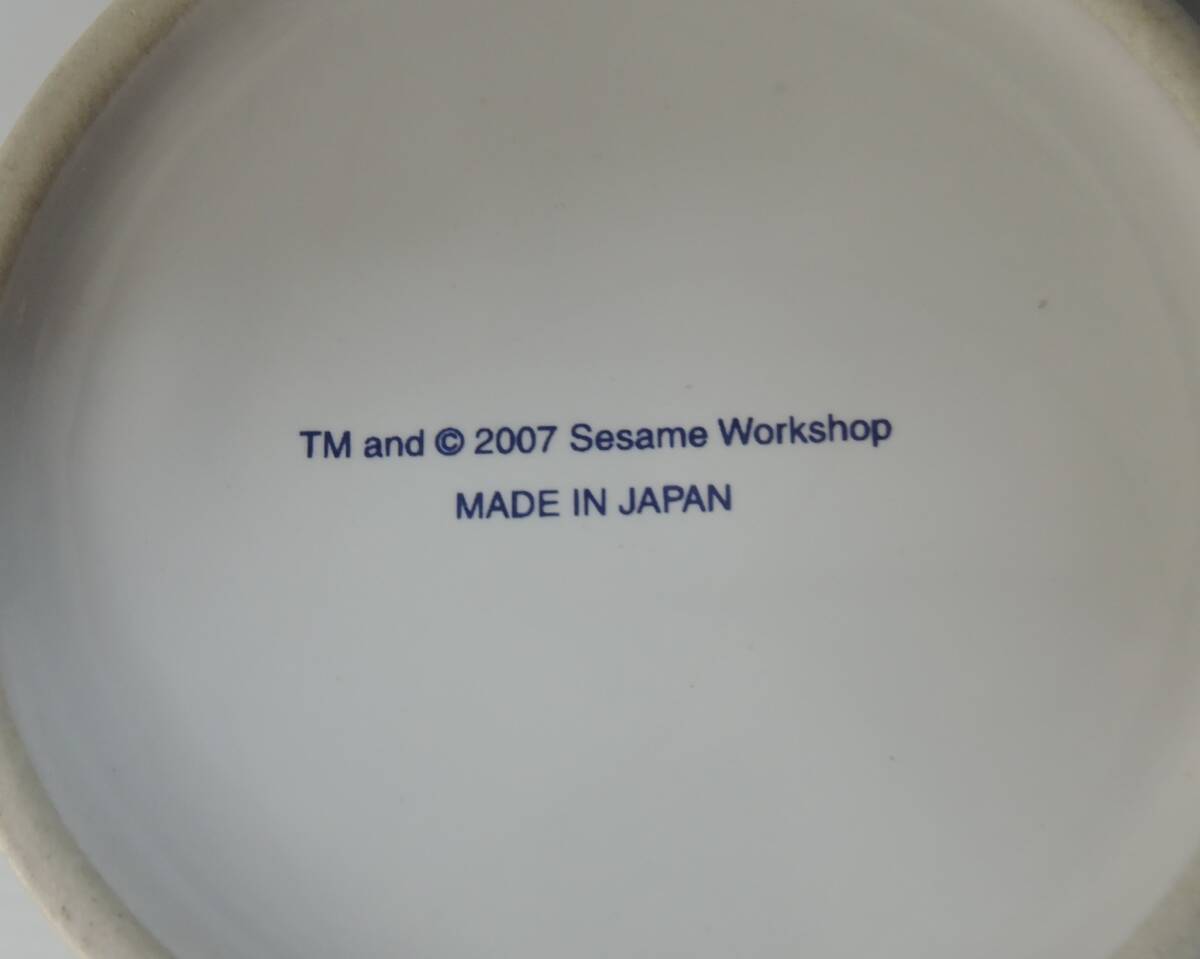 TM and © 2007 Sesame Workshop
MADE IN JAPAN